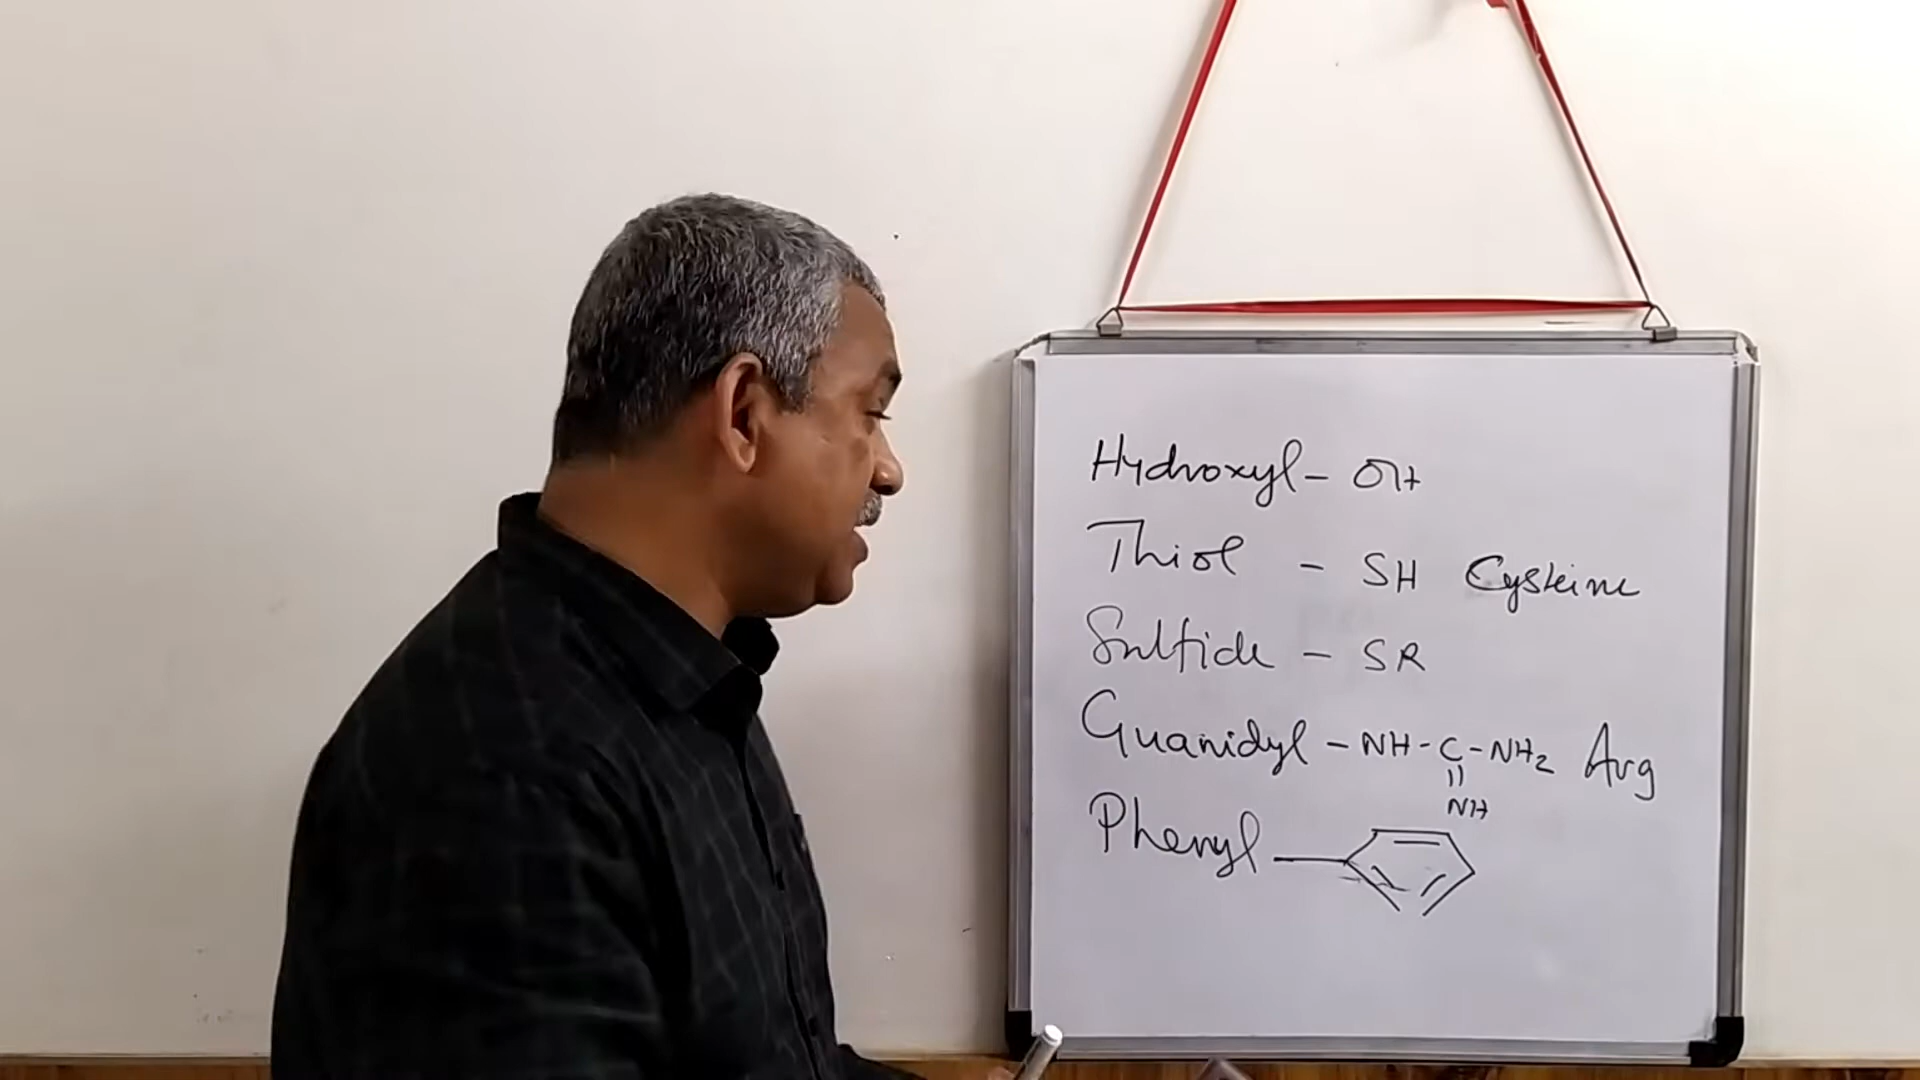 Hydroxyl - OH
Thiol - SH Cysteine
Sulfide - SR
Guanidyl - NH - C - NH2 Arg
||
NH
Phenyl